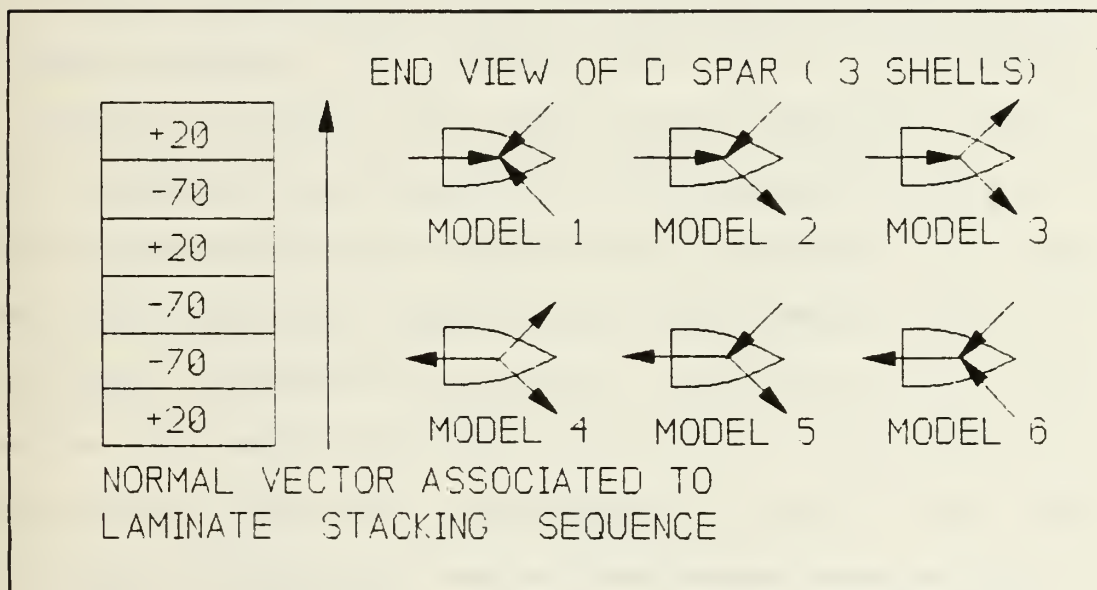 END VIEW OF D SPAR ( 3 SHELLS)
+20
-70
+20
-70
-70
+20
MODEL 1
MODEL 2
MODEL 3
MODEL 4
MODEL 5
MODEL 6
NORMAL VECTOR ASSOCIATED TO
LAMINATE STACKING SEQUENCE